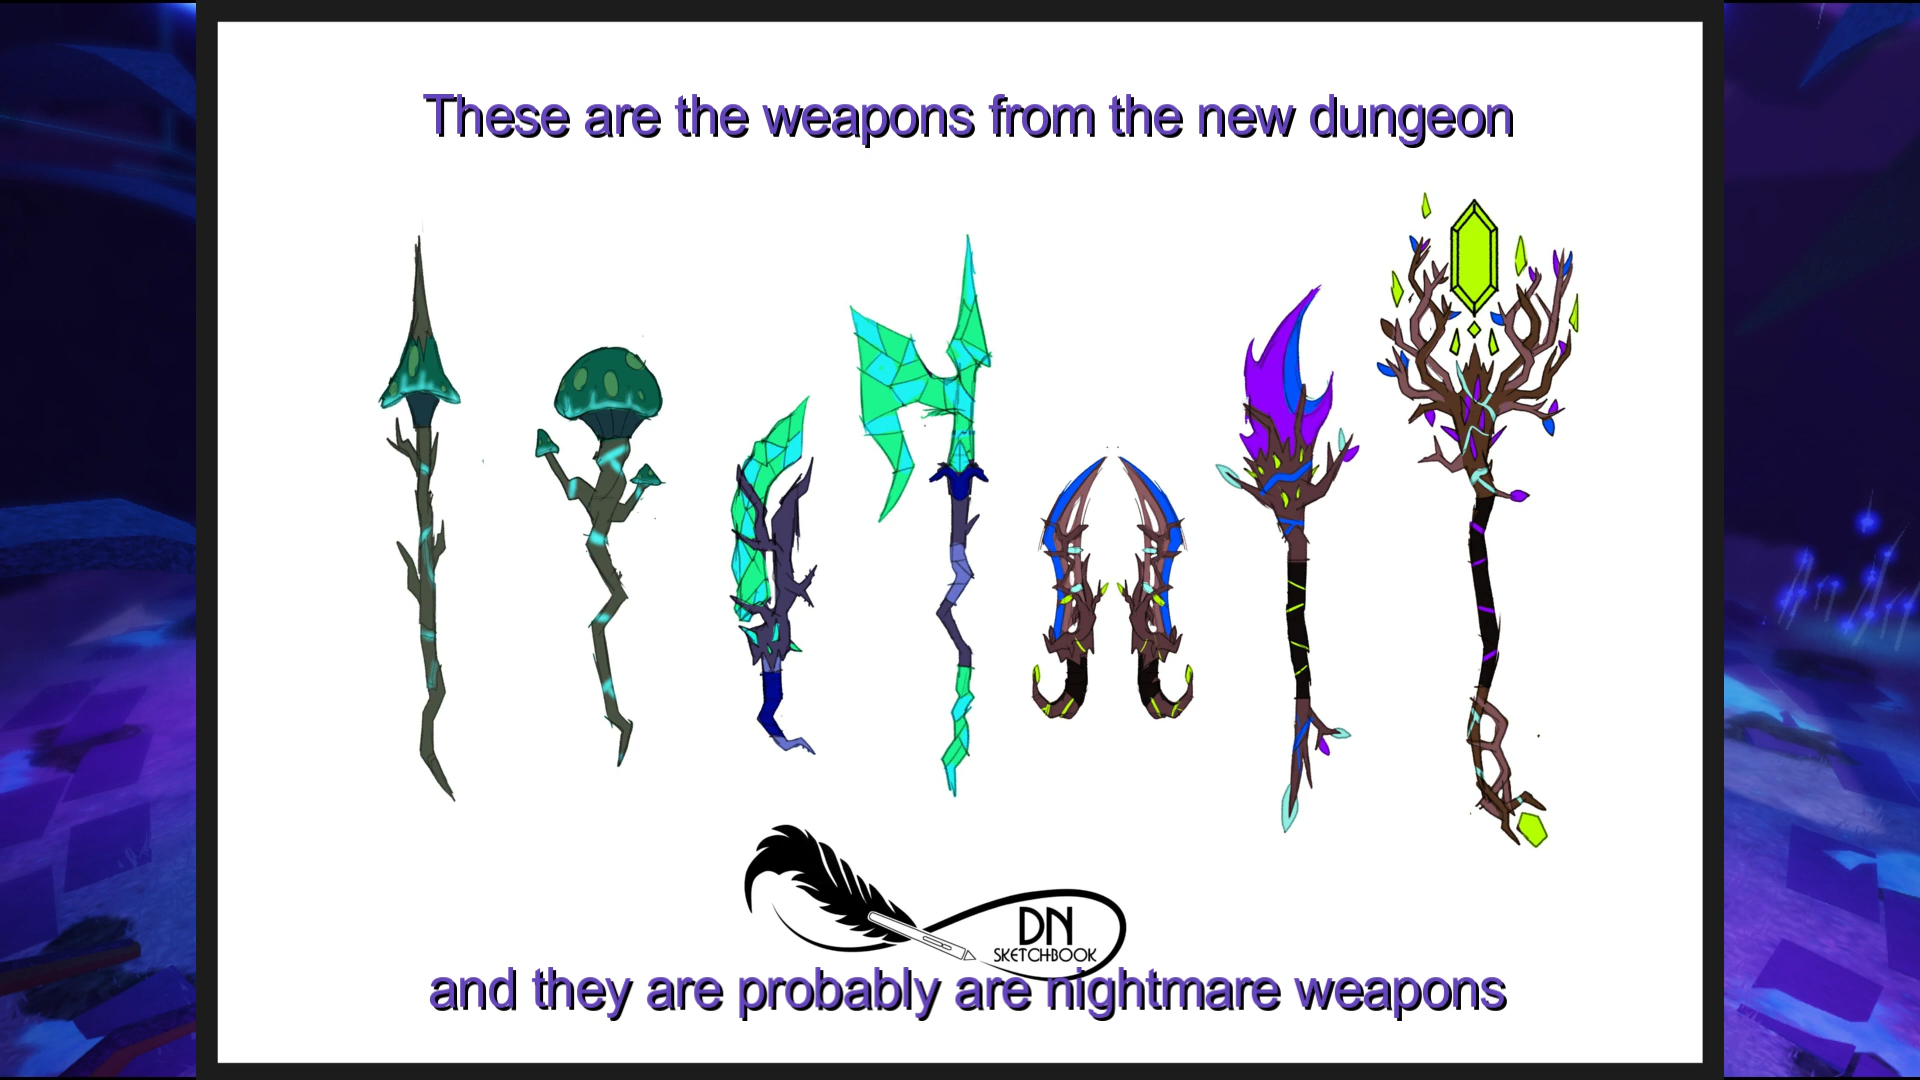 These are the weapons from the new dungeon
DN
SKETCHBOOK
and they are probably are nightmare weapons